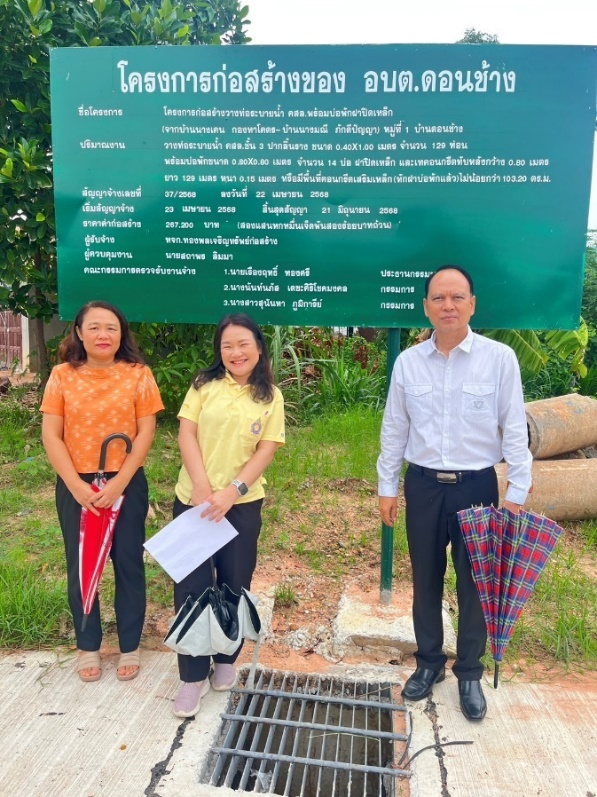 โครงการก่อสร้างของ อบต.ดอนช้าง
ชื่อโครงการ โครงการก่อสร้างวางท่อระบายน้ำ คสล.พร้อมบ่อพักฝาปิดเหล็ก
(จากบ้านนางเคน กองทาโคตร-บ้านนางมณี ภักดีปัญญา) หมู่ที่ 1 บ้านดอนช้าง
ปริมาณงาน วางท่อระบายน้ำ คสล.ชั้น 3 ปากลิ้นราง ขนาด 0.40X1.00 เมตร จำนวน 129 ท่อน
พร้อมบ่อพักขนาด 0.80X0.80 เมตร จำนวน 14 บ่อ ฝาปิดเหล็ก และเทคอนกรีตทับหลังกว้าง 0.80 เมตร
ยาว 129 เมตร หนา 0.15 เมตร หรือมีพื้นที่คอนกรีตเสริมเหล็ก(หักฝาบ่อพักแล้ว)ไม่น้อยกว่า 103.20 ตร.ม.
สัญญาจ้างเลขที่ 37/2568 ลงวันที่ 22 เมษายน 2568
เริ่มสัญญาจ้าง 23 เมษายน 2568 สิ้นสุดสัญญา 21 มิถุนายน 2568
ราคาค่าก่อสร้าง 267,200 บาท (สองแสนหกหมื่นเจ็ดพันสองร้อยบาทถ้วน)
ผู้รับจ้าง หจก.ทองพลเจริญทรัพย์ก่อสร้าง
ผู้ควบคุมงาน นายสถาพร ลิมมา
คณะกรรมการตรวจรับงานจ้าง 1.นายเรืองฤทธิ์ ทองศรี ประธานกรรมการ
2.นางนันท์นภัส เตชะศิริโชคมงคล กรรมการ
3.นางสาวสุนันทา ภูมิภารีย์ กรรมการ